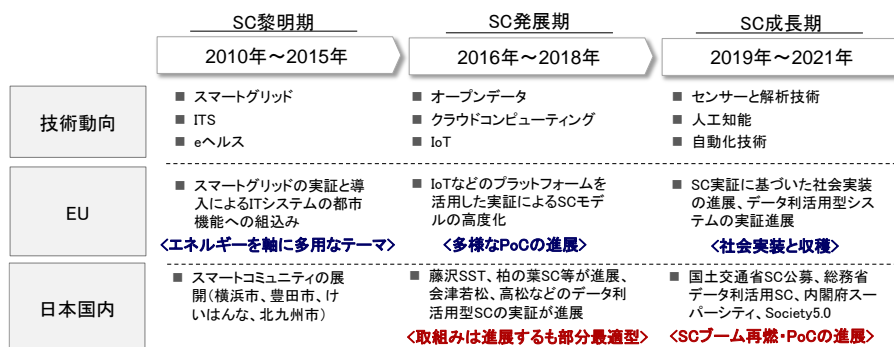 SC黎明期
SC発展期
SC成長期
2010年～2015年
2016年～2018年
2019年～2021年
技術動向
■ スマートグリッド
■ ITS
■ eヘルス
■ オープンデータ
■ クラウドコンピューティング
■ IoT
■ センサーと解析技術
■ 人工知能
■ 自動化技術
EU
■ スマートグリッドの実証と導
入によるITシステムの都市
機能への組込み
<エネルギーを軸に多用なテーマ>
■ IoTなどのプラットフォームを
活用した実証によるSCモデ
ルの高度化
<多様なPoCの進展>
■ SC実証に基づいた社会実装
の進展、データ利活用型シス
テムの実証進展
<社会実装と収穫>
日本国内
■ スマートコミュニティの展
開(横浜市、豊田市、け
いはんな、北九州市)
■ 藤沢SST、柏の葉SC等が進展、
会津若松、高松などのデータ利
活用型SCの実証が進展
<取組みは進展するも部分最適型>
■ 国土交通省SC公募、総務省
データ利活用SC、内閣府スー
パーシティ、Society5.0
<SCブーム再燃・PoCの進展>